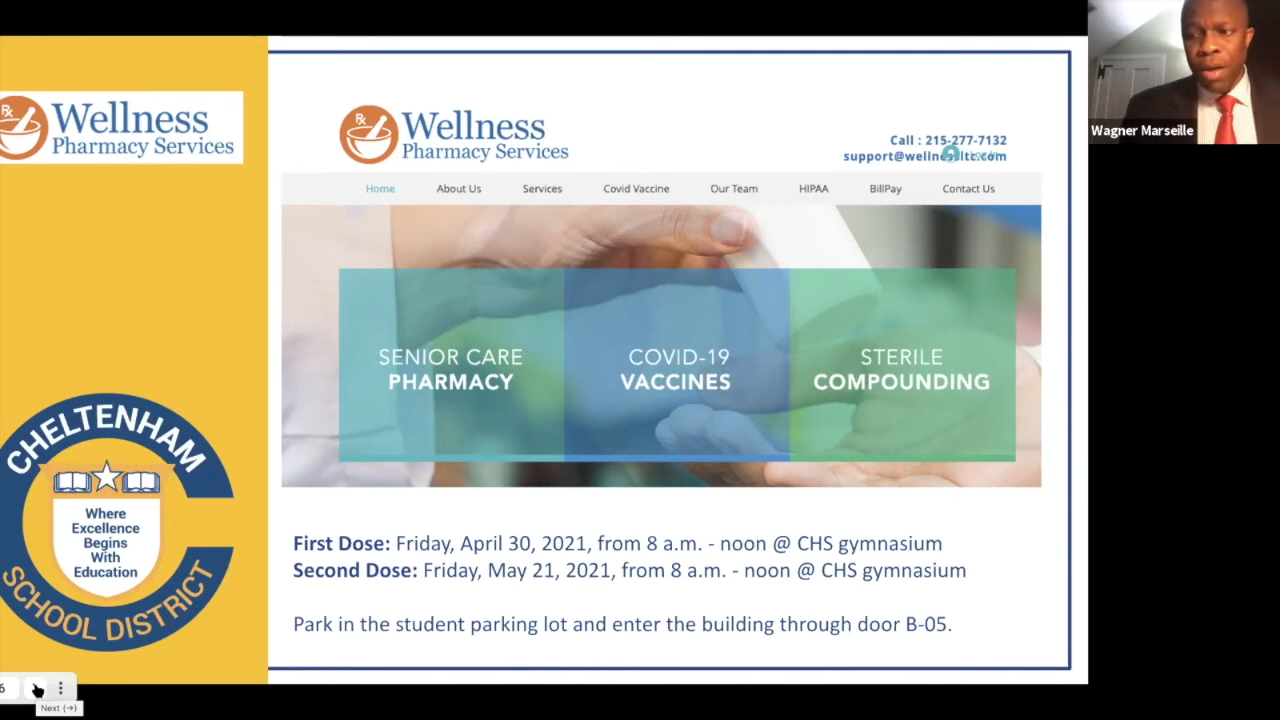 Rx
Wellness
Pharmacy Services
Rx
Wellness
Pharmacy Services
Call : 215-277-7132
Home About Us Services Covid Vaccine Our Team HIPAA BillPay Contact Us
SENIOR CARE
PHARMACY
COVID-19
VACCINES
STERILE
COMPOUNDING
CHELTENHAM
Where
Excellence
Begins
With
Education
SCHOOL DISTRICT
First Dose: Friday, April 30, 2021, from 8 a.m. - noon @ CHS gymnasium
Second Dose: Friday, May 21, 2021, from 8 a.m. - noon @ CHS gymnasium
Park in the student parking lot and enter the building through door B-05.
6
Next (→)
Wagner Marseille